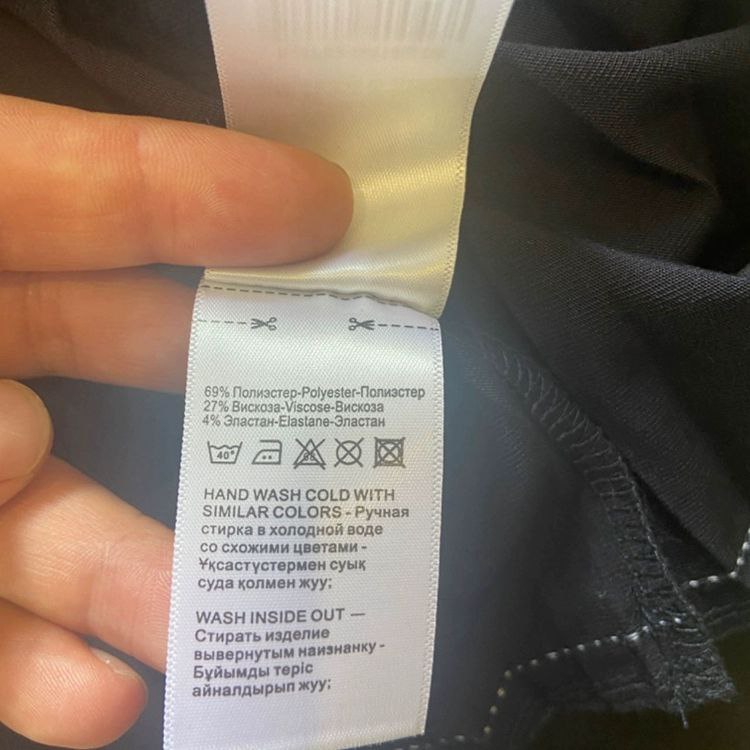 69% Полиэстер-Polyester-Полиэстер
27% Вискоза-Viscose-Вискоза
4% Эластан-Elastane-Эластан
40°
HAND WASH COLD WITH
SIMILAR COLORS - Ручная
стирка в холодной воде
со схожими цветами -
Ұқсастүстермен суық
суда қолмен жуу;
WASH INSIDE OUT —
Стирать изделие
вывернутым наизнанку -
Бұйымды теріс
айналдырып жуу;